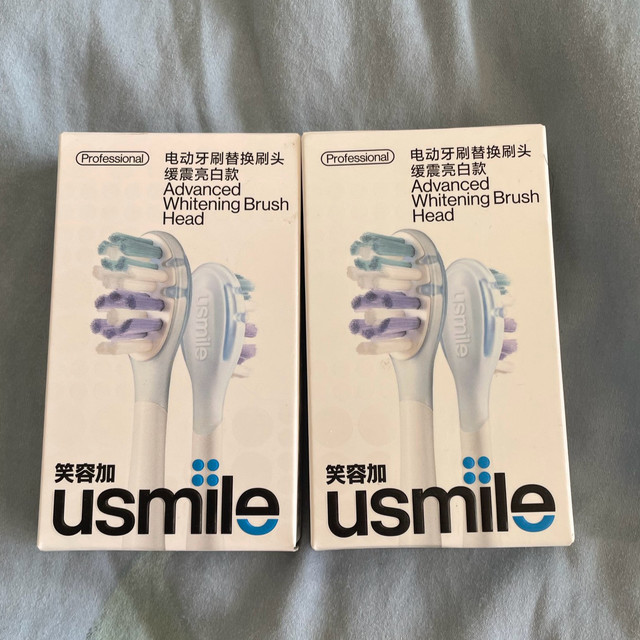 Professional
电动牙刷替换刷头
缓震亮白款
Advanced
Whitening Brush
Head
usmile
笑容加
usmile
Professional
电动牙刷替换刷头
缓震亮白款
Advanced
Whitening Brush
Head
usmile
笑容加
usmile